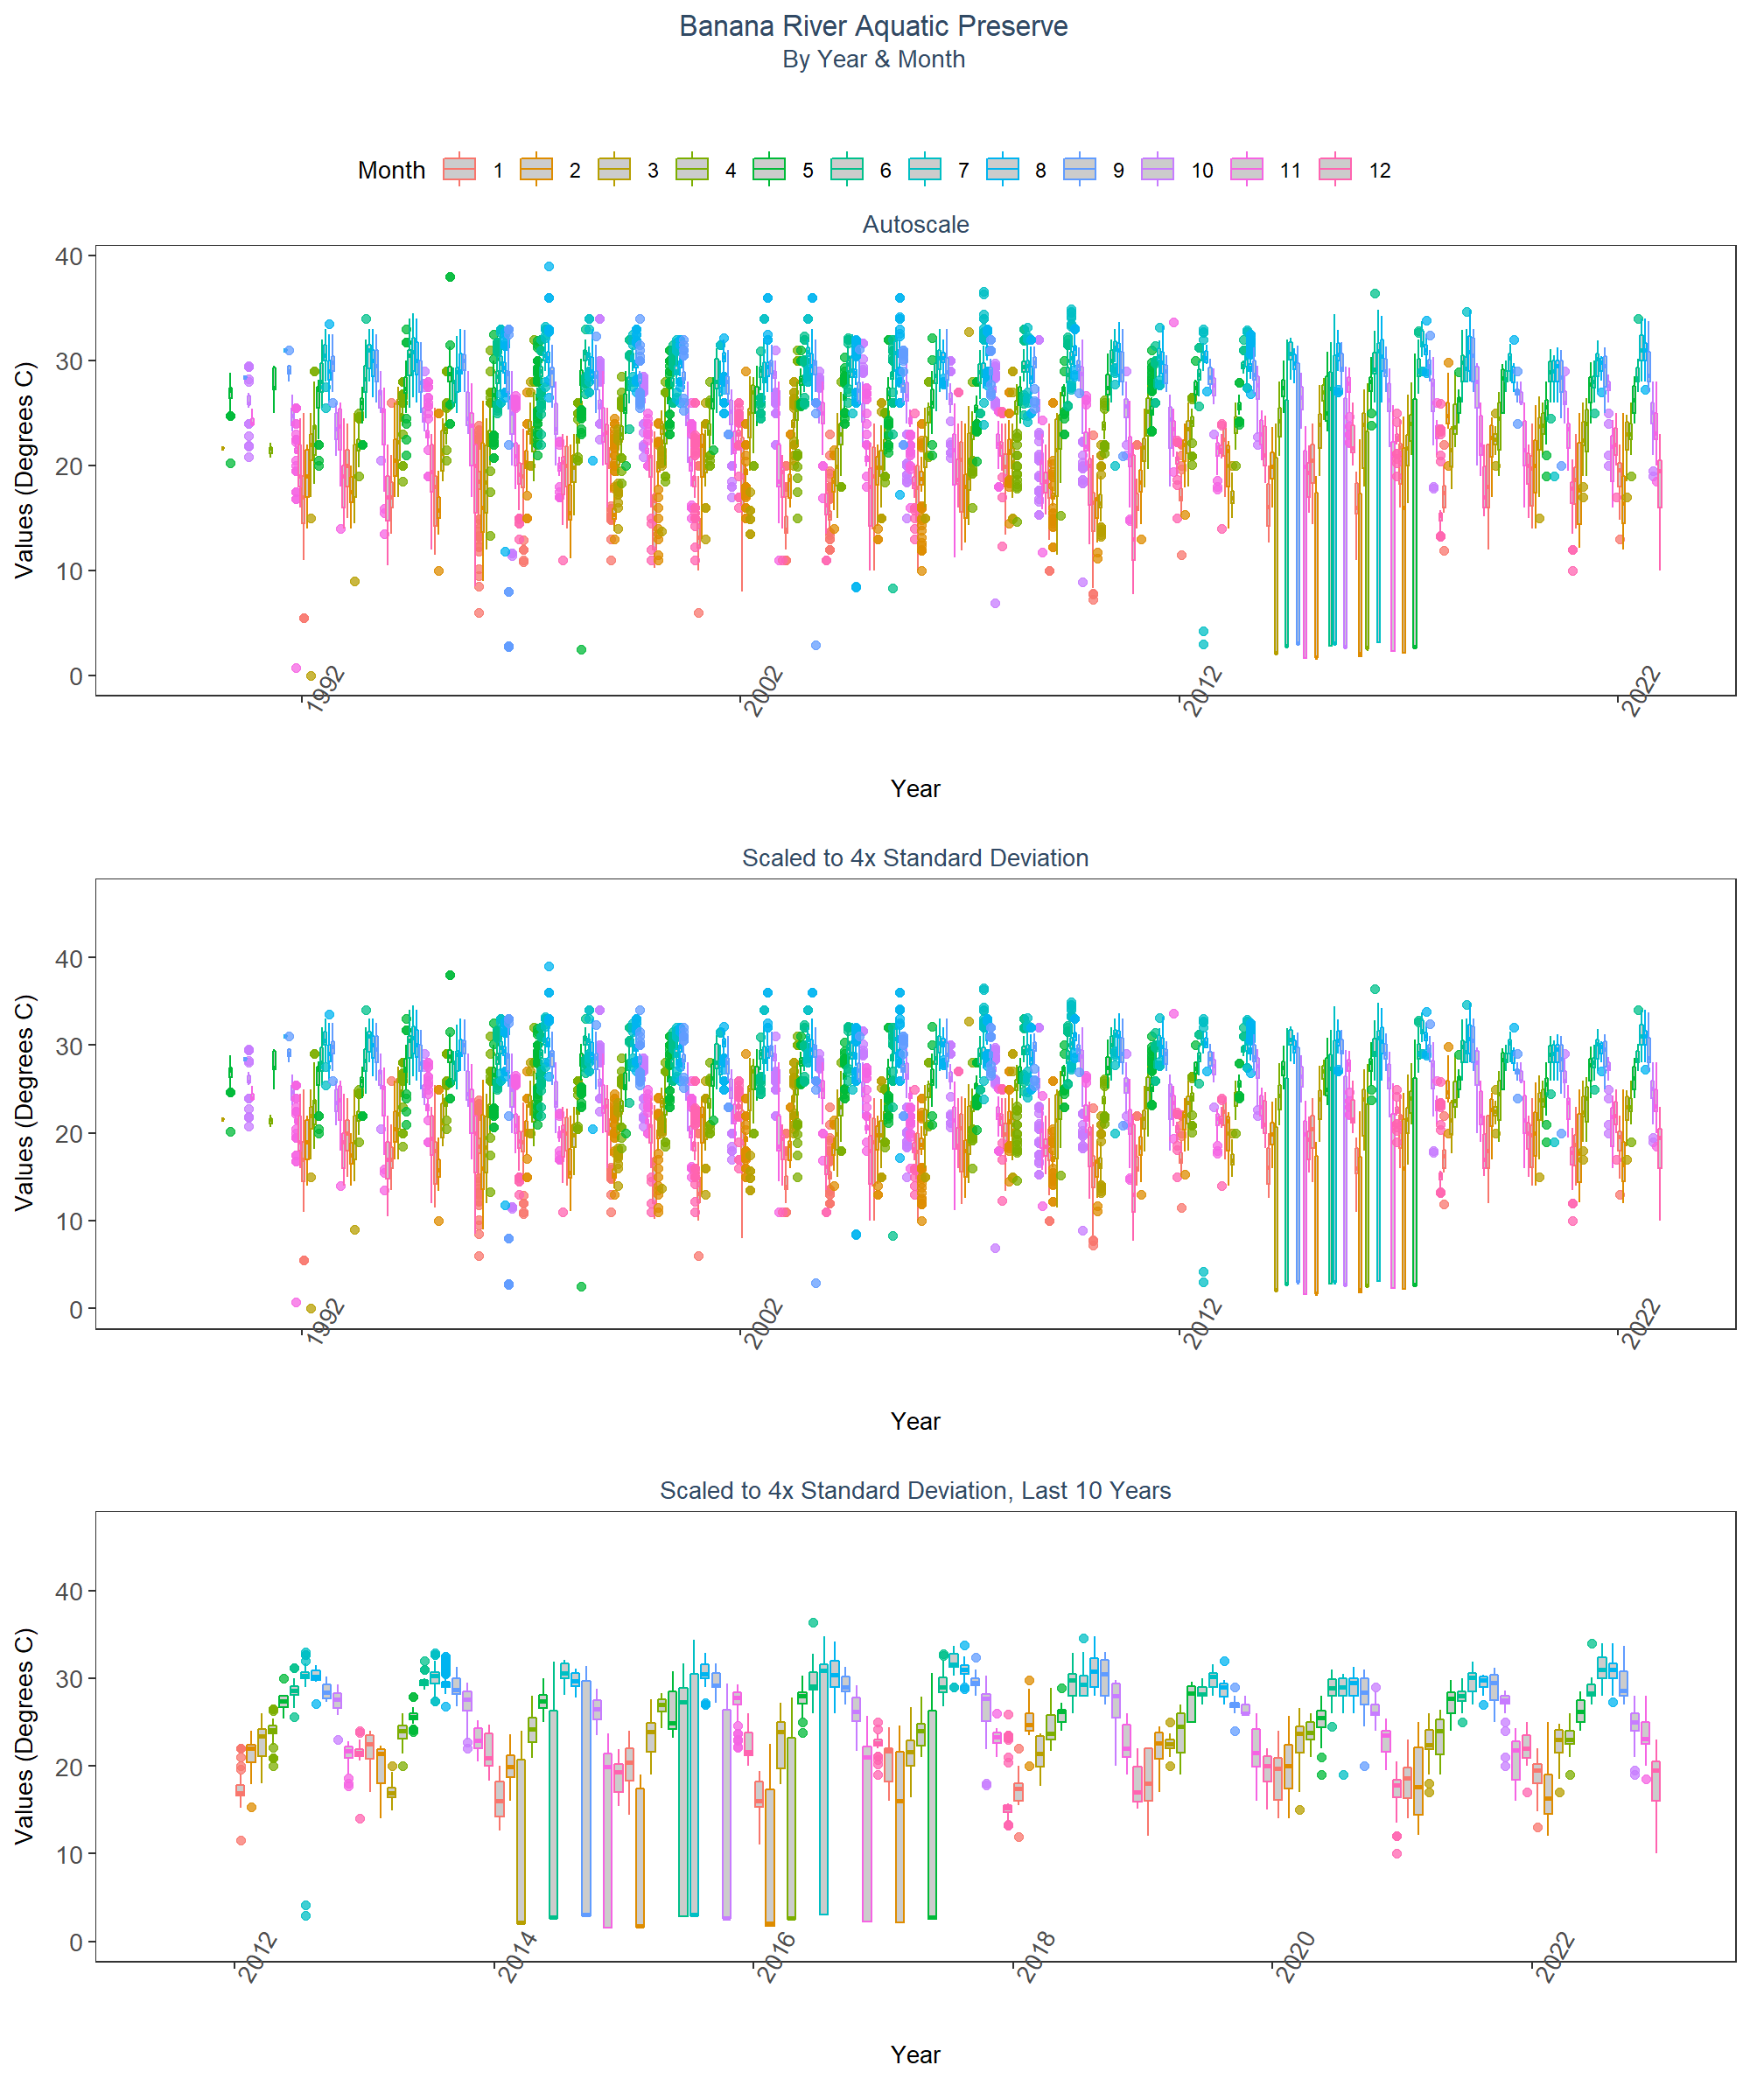 Banana River Aquatic Preserve
By Year & Month
Month 1 2 3 4 5 6 7 8 9 10 11 12
Autoscale
Values (Degrees C)
40
30
20
10
0
1992 2002 2012 2022
Year
Scaled to 4x Standard Deviation
Values (Degrees C)
40
30
20
10
0
1992 2002 2012 2022
Year
Scaled to 4x Standard Deviation, Last 10 Years
Values (Degrees C)
40
30
20
10
0
2012 2014 2016 2018 2020 2022
Year